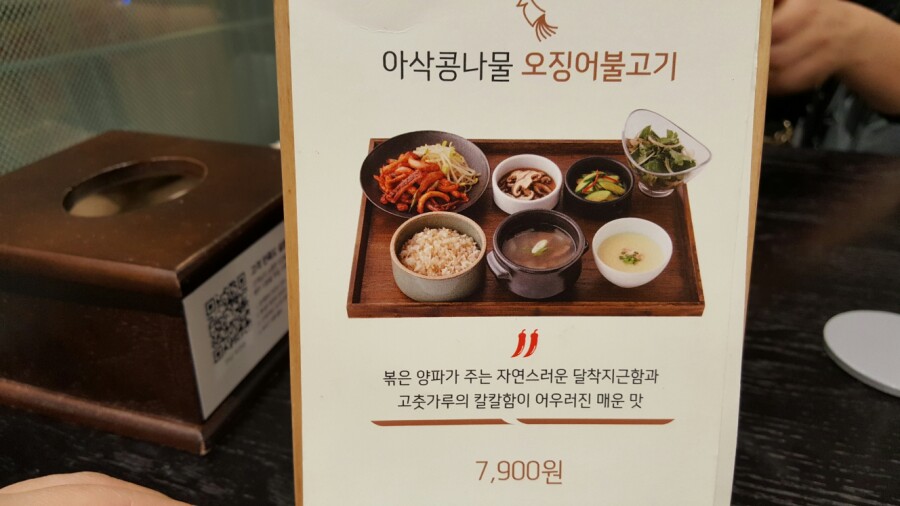 아삭콩나물 오징어불고기
볶은 양파가 주는 자연스러운 달착지근함과
고춧가루의 칼칼함이 어우러진 매운 맛
7,900원